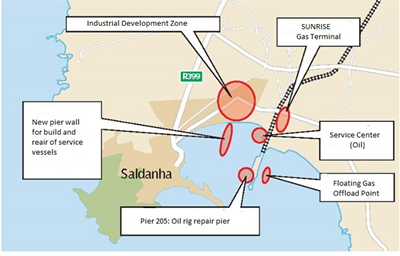 Industrial Development Zone
SUNRISE
Gas Terminal
R399
New pier wall
for build and
reair of service
vessels
Service Center
(Oil)
Saldanha
Floating Gas
Offload Point
Pier 205: Oil rig repair pier